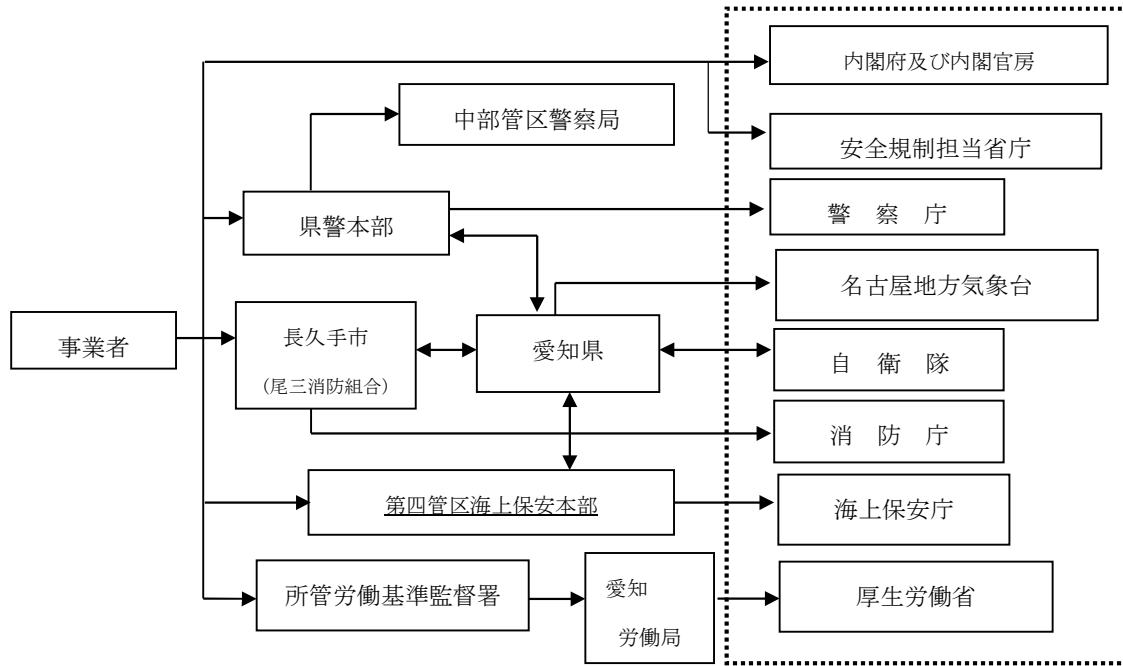 内閣府及び内閣官房
中部管区警察局
安全規制担当省庁
県警本部
警　察　庁
名古屋地方気象台
事業者
長久手市
（尾三消防組合）
愛知県
自　衛　隊
消　防　庁
第四管区海上保安本部
海上保安庁
所管労働基準監督署
愛知
労働局
厚生労働省